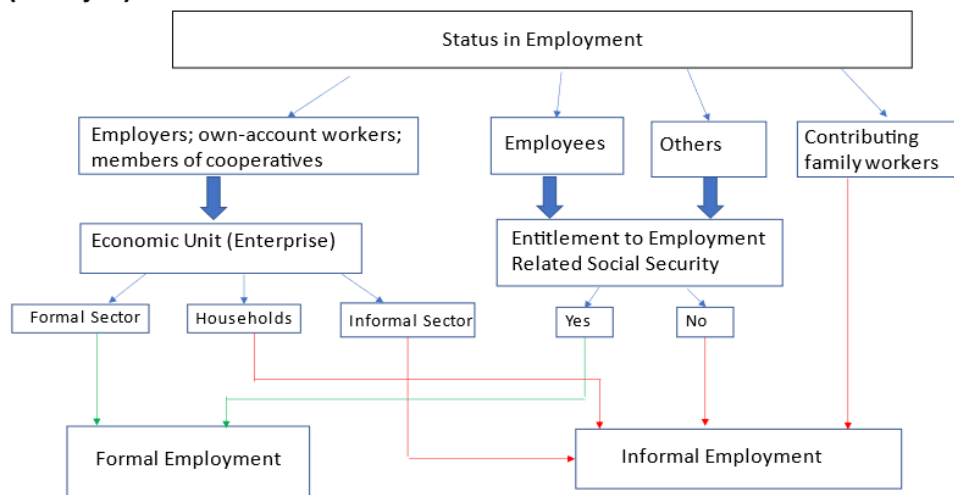 Status in Employment
Employers; own-account workers;
members of cooperatives
Employees
Others
Contributing
family workers
Economic Unit (Enterprise)
Entitlement to Employment
Related Social Security
Formal Sector
Households
Informal Sector
Yes
No
Formal Employment
Informal Employment